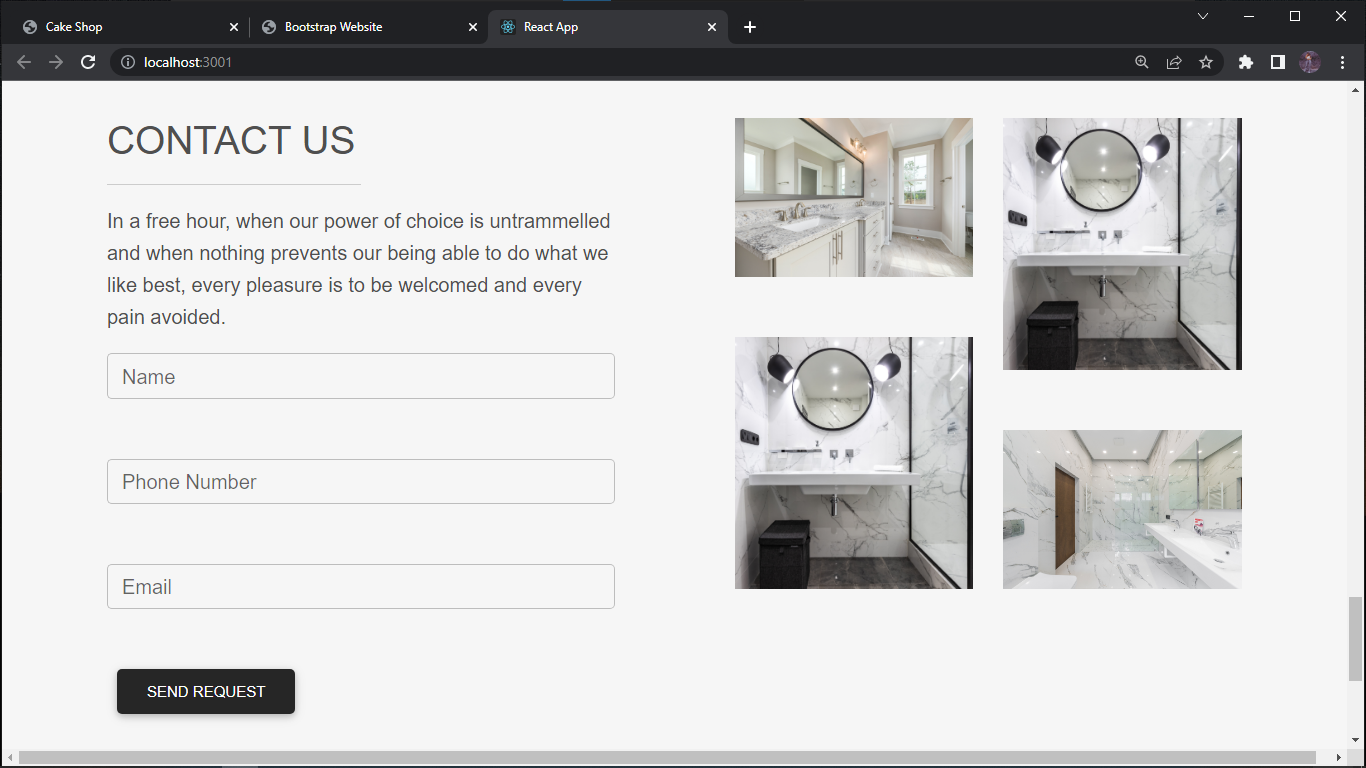 Cake Shop
Bootstrap Website
React App
localhost:3001
CONTACT US
In a free hour, when our power of choice is untrammelled
and when nothing prevents our being able to do what we
like best, every pleasure is to be welcomed and every
pain avoided.
Name
Phone Number
Email
SEND REQUEST